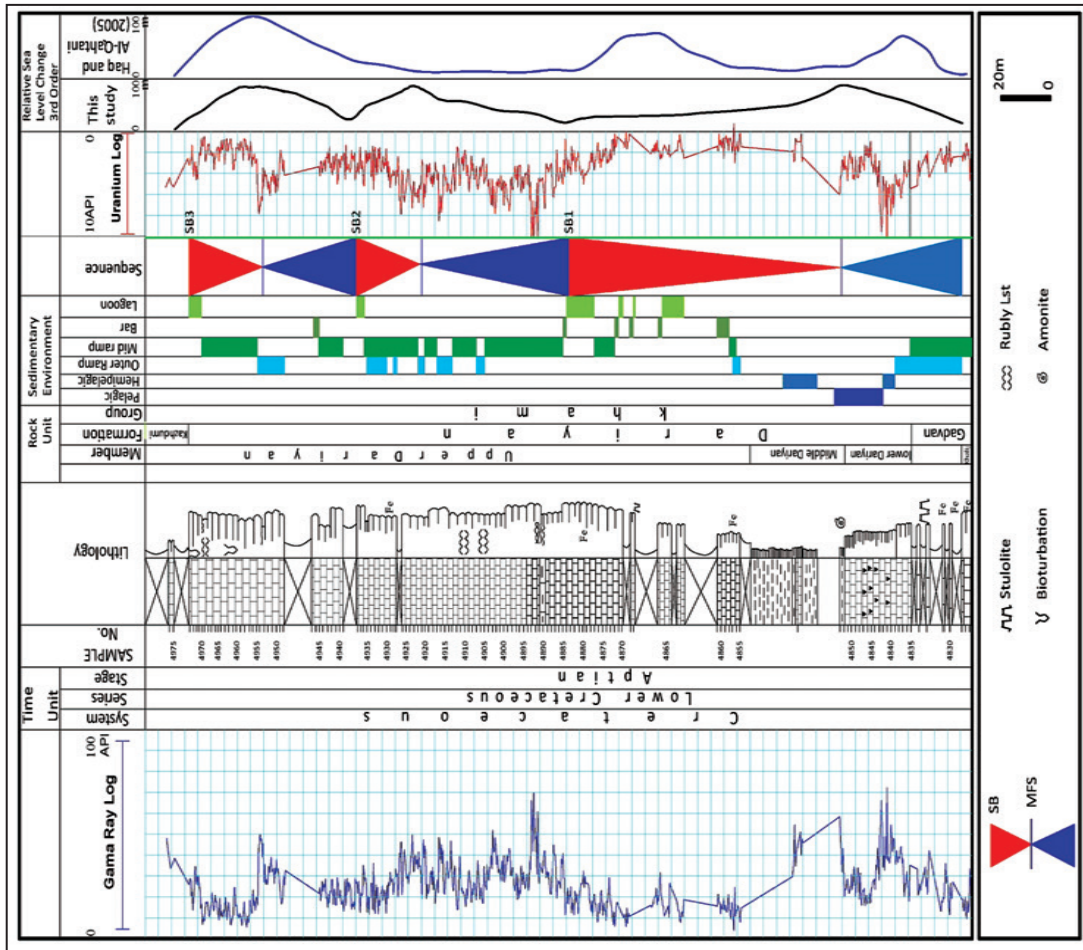 Relative Sea
Level Change
3rd Order
Haq and
Al-Qahtani
(2005)
This
study
Uranium Log
0
10API
SB3
SB2
SB1
Sequence
Sedimentary
Environment
Lagoon
Bar
Mid ramp
Outer Ramp
Hemipelagic
Pelagic
Rock
Unit
Group
khami
Formation
Kazhdumi
Dariyan
Gadvan
Member
Upper Dariyan
Middle Dariyan
lower Dariyan
Lithology
Fe
Fe
Fe
Fe
Fe
Fe
SAMPLE
No.
4975
4970
4965
4960
4955
4950
4945
4940
4935
4930
4925
4920
4915
4910
4905
4900
4895
4890
4885
4880
4875
4870
4865
4860
4855
4850
4845
4840
4835
4830
Time
Unit
Stage
Aptian
Series
Lower Cretaceous
System
Cretaceous
Gama Ray Log
0
100
API
20m
0
Rubly Lst
Amonite
Stulolite
Bioturbation
SB
MFS